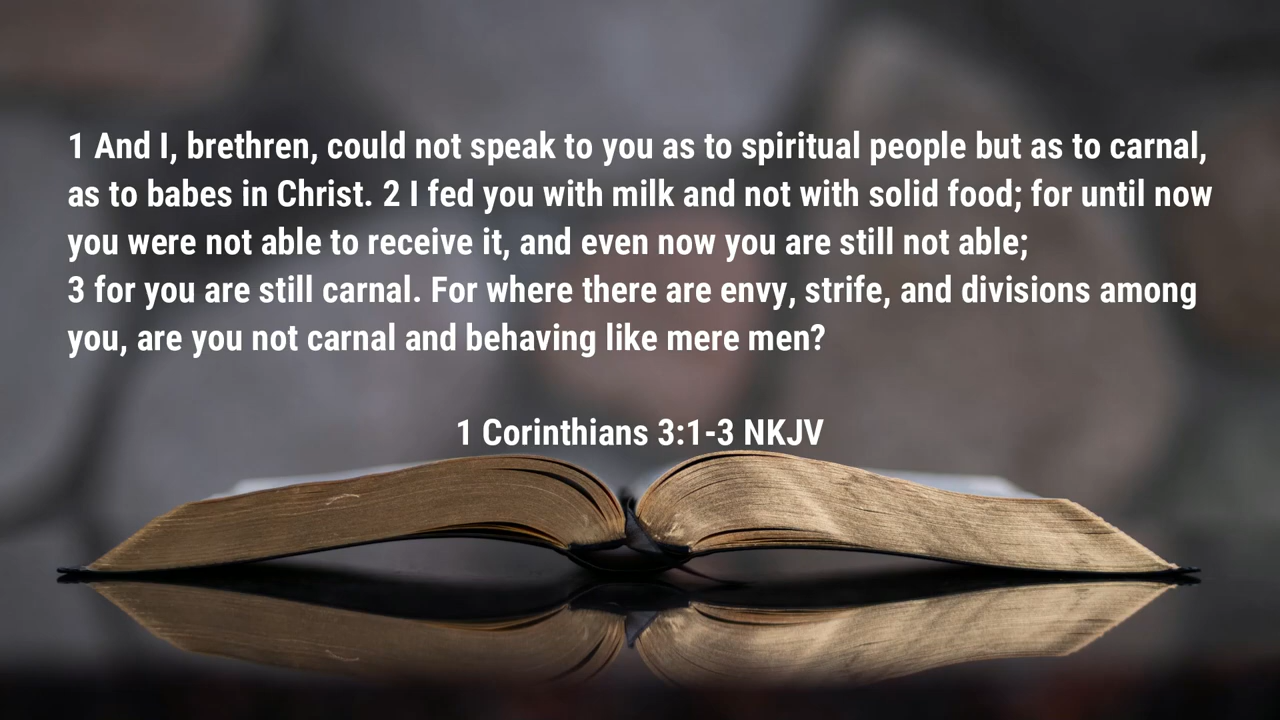 1 And I, brethren, could not speak to you as to spiritual people but as to carnal,
as to babes in Christ. 2 I fed you with milk and not with solid food; for until now
you were not able to receive it, and even now you are still not able;
3 for you are still carnal. For where there are envy, strife, and divisions among
you, are you not carnal and behaving like mere men?
1 Corinthians 3:1-3 NKJV